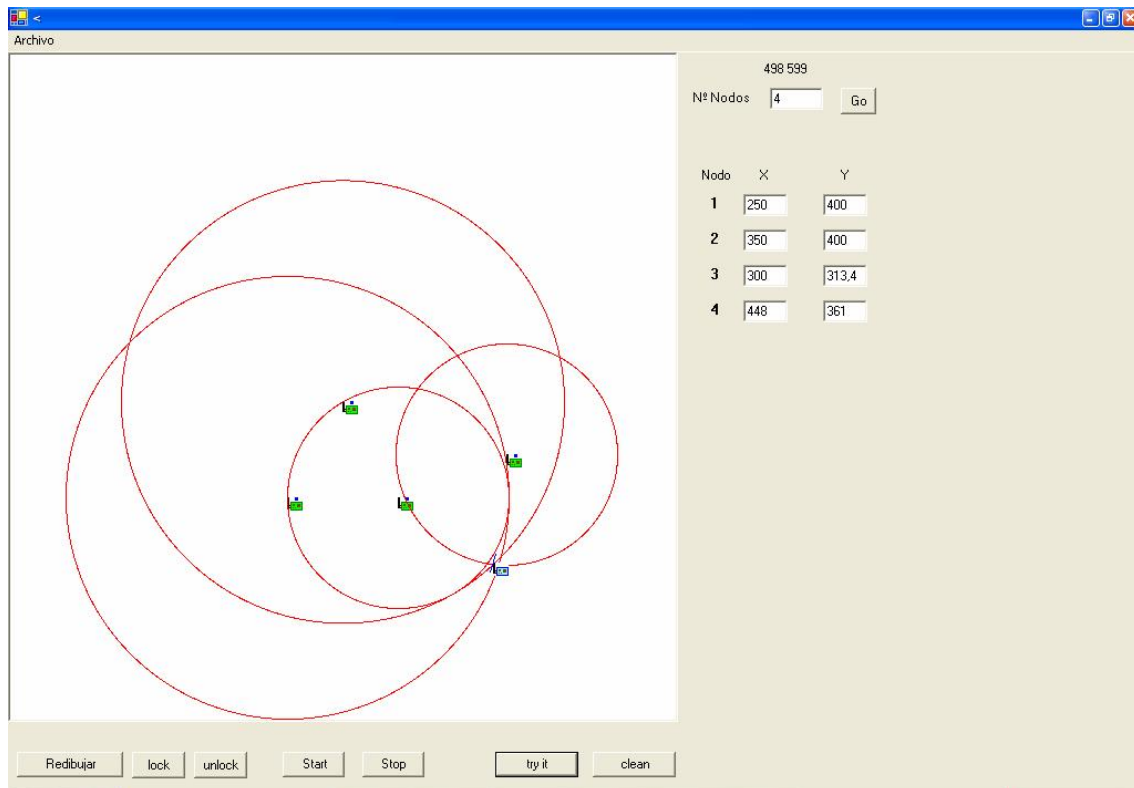 <
Archivo
498 599
Nº Nodos 4 Go
Nodo X Y
1 250 400
2 350 400
3 300 313,4
4 448 361
Redibujar lock unlock Start Stop try it clean